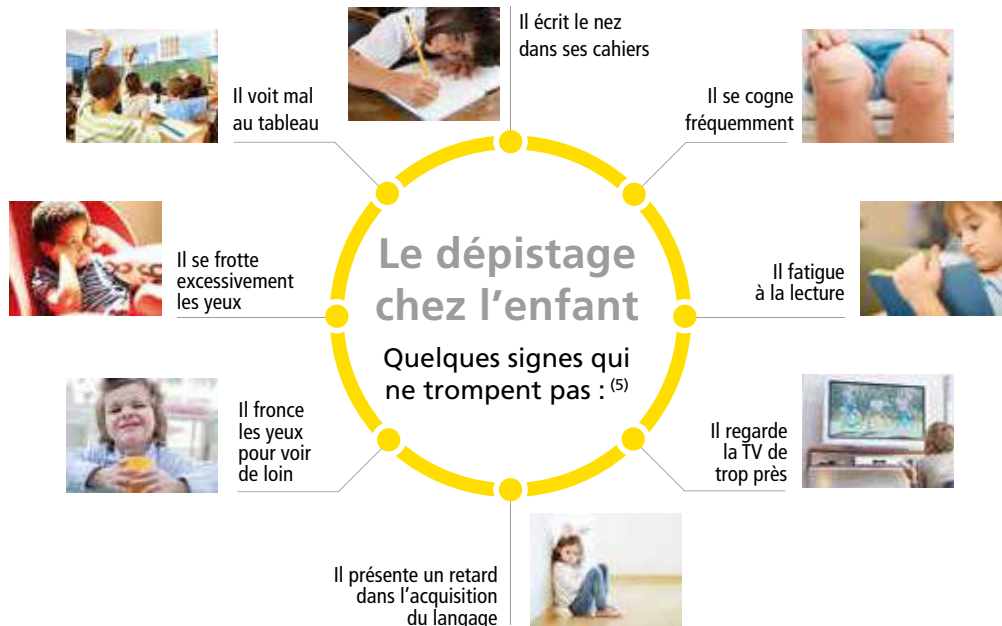 Le dépistage
chez l'enfant
Quelques signes qui
ne trompent pas : (5)
Il écrit le nez
dans ses cahiers
Il se cogne
fréquemment
Il fatigue
à la lecture
Il regarde
la TV de
trop près
Il présente un retard
dans l'acquisition
du langage
Il fronce
les yeux
pour voir
de loin
Il se frotte
excessivement
les yeux
Il voit mal
au tableau